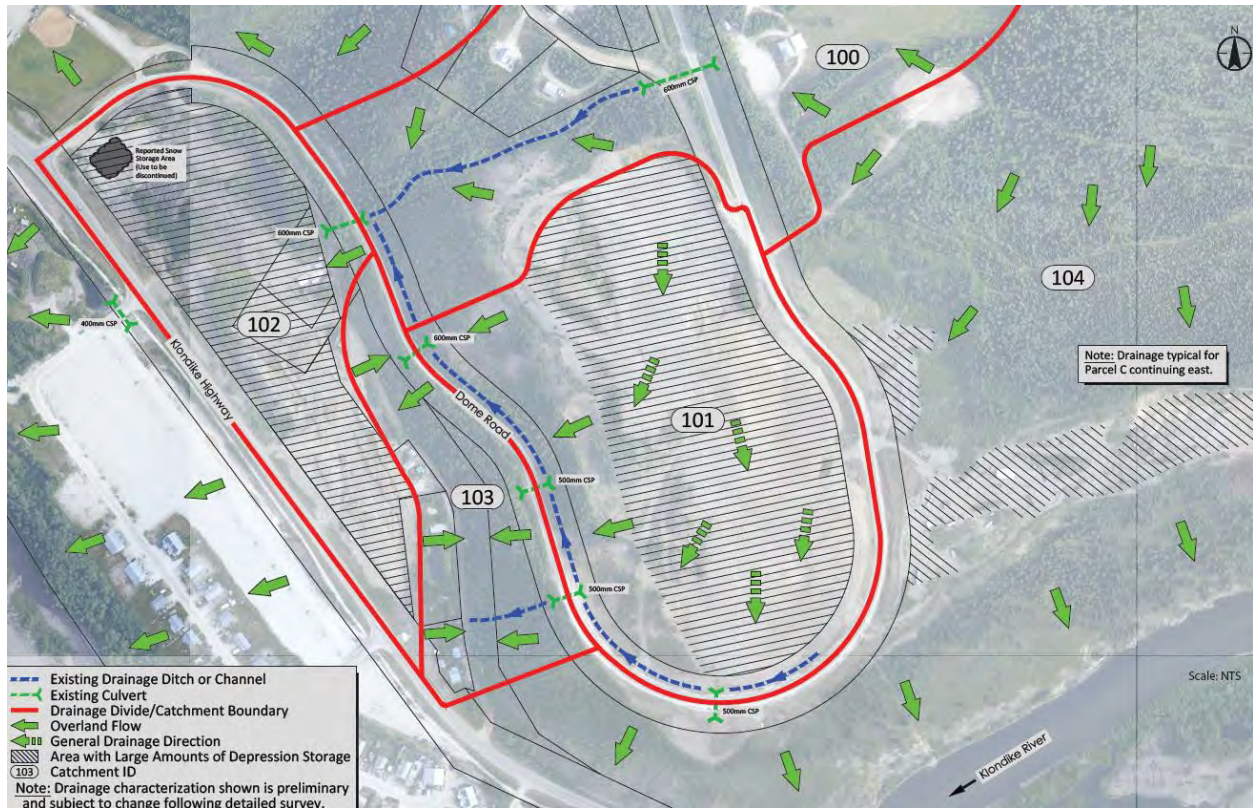 N
100
600mm CSP
Reported Snow
Storage Area
(Use to be
discontinued)
600mm CSP
104
102
400mm CSP
600mm CSP
Note: Drainage typical for
Parcel C continuing east.
Klondike Highway
Dome Road
101
103
500mm CSP
500mm CSP
Scale: NTS
500mm CSP
Klondike River
Existing Drainage Ditch or Channel
Existing Culvert
Drainage Divide/Catchment Boundary
Overland Flow
General Drainage Direction
Area with Large Amounts of Depression Storage
103 Catchment ID
Note: Drainage characterization shown is preliminary
and subject to change following detailed survey.